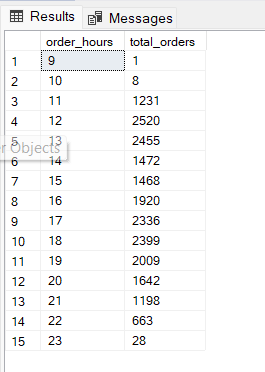 Results Messages
order_hours total_orders
1 9 1
2 10 8
3 11 1231
4 12 2520
5 13 2455
er Objects
6 14 1472
7 15 1468
8 16 1920
9 17 2336
10 18 2399
11 19 2009
12 20 1642
13 21 1198
14 22 663
15 23 28